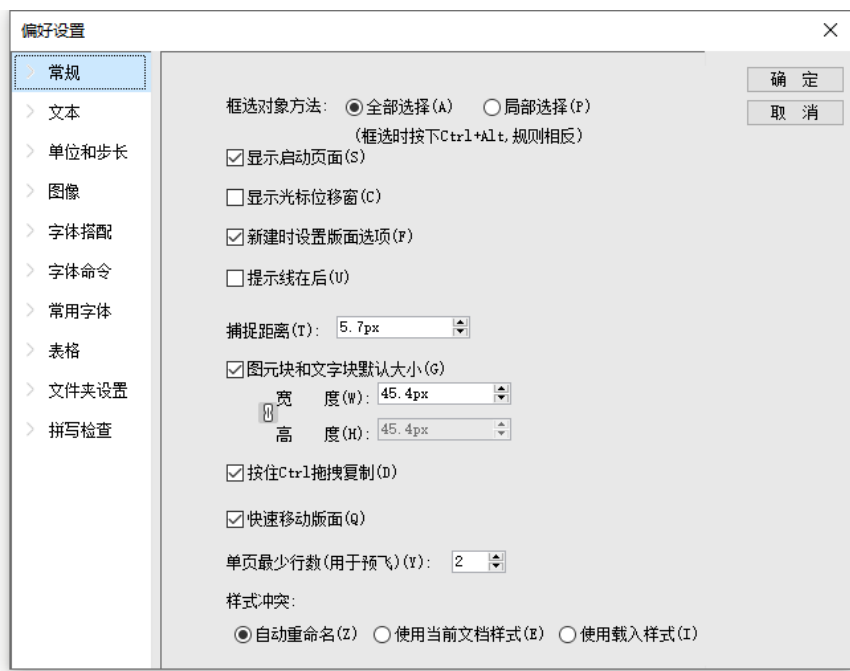 偏好设置
常规
文本
单位和步长
图像
字体搭配
字体命令
常用字体
表格
文件夹设置
拼写检查
确 定
取 消
框选对象方法: 全部选择(A) 局部选择(P)
(框选时按下Ctrl+Alt,规则相反)
显示启动页面(S)
显示光标位移窗(C)
新建时设置版面选项(F)
提示线在后(U)
捕捉距离(T): 5.7px
图元块和文字块默认大小(G)
宽 度(W): 45.4px
高 度(H): 45.4px
按住Ctrl拖拽复制(D)
快速移动版面(Q)
单页最少行数(用于预飞)(Y): 2
样式冲突:
自动重命名(Z) 使用当前文档样式(E) 使用载入样式(I)